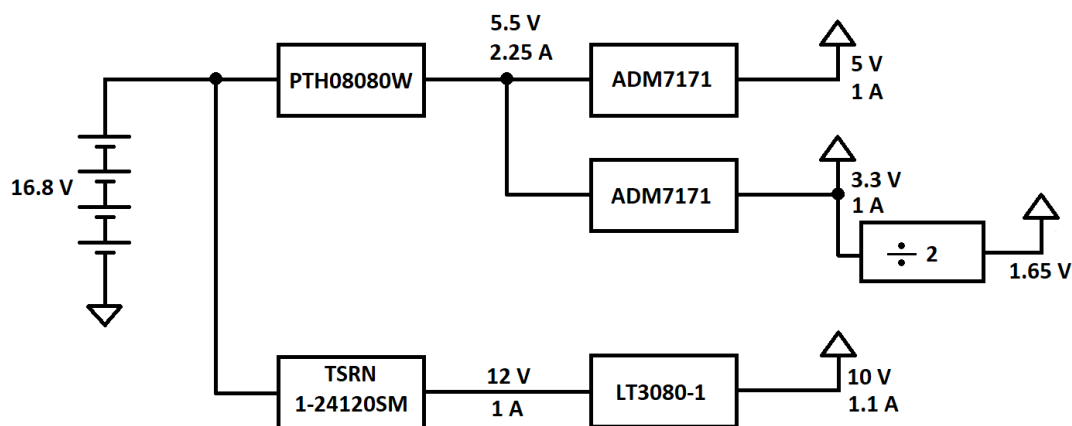 5.5 V
2.25 A
PTH08080W
ADM7171
5 V
1 A
16.8 V
ADM7171
3.3 V
1 A
÷ 2
1.65 V
TSRN
1-24120SM
12 V
1 A
LT3080-1
10 V
1.1 A